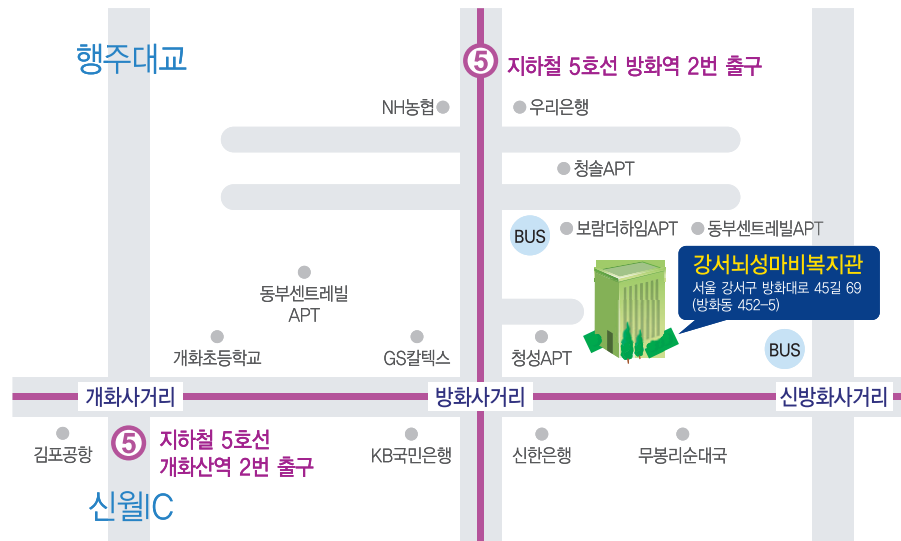 행주대교
5
지하철 5호선 방화역 2번 출구
NH농협
우리은행
청솔APT
BUS
보람더하임APT
동부센트레빌APT
강서뇌성마비복지관
서울 강서구 방화대로 45길 69
(방화동 452-5)
동부센트레빌
APT
개화초등학교
GS칼텍스
청성APT
BUS
개화사거리
방화사거리
신방화사거리
김포공항
5
지하철 5호선
개화산역 2번 출구
KB국민은행
신한은행
무봉리순대국
신월IC